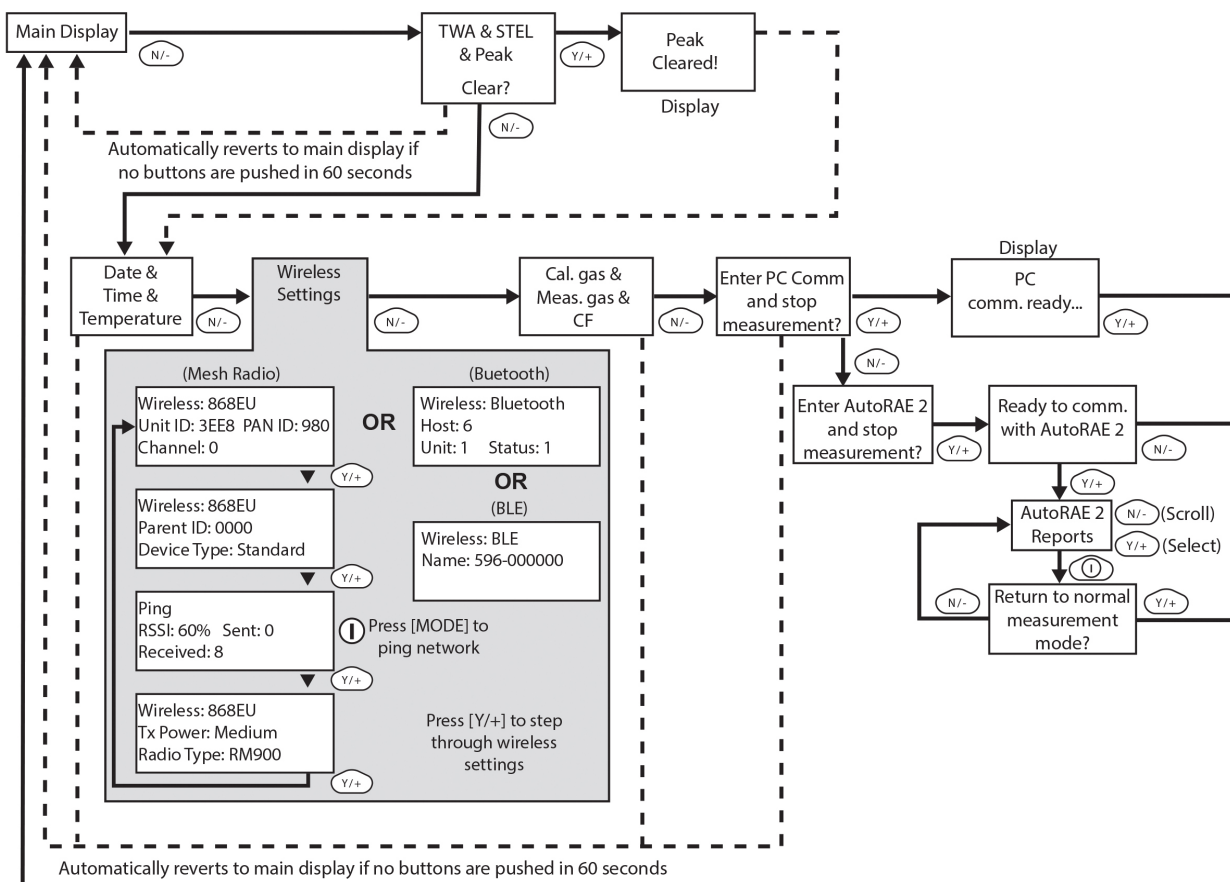 Main Display
N/-
TWA & STEL
& Peak
Clear?
Y/+
Peak
Cleared!
Display
N/-
Automatically reverts to main display if
no buttons are pushed in 60 seconds
Date &
Time &
Temperature
N/-
Wireless
Settings
N/-
Cal. gas &
Meas. gas &
CF
N/-
Enter PC Comm
and stop
measurement?
Y/+
Display
PC
comm. ready...
Y/+
N/-
(Mesh Radio)
Wireless: 868EU
Unit ID: 3EE8 PAN ID: 980
Channel: 0
Y/+
Wireless: 868EU
Parent ID: 0000
Device Type: Standard
Y/+
Ping
RSSI: 60% Sent: 0
Received: 8
Press [MODE] to
ping network
Y/+
Wireless: 868EU
Tx Power: Medium
Radio Type: RM900
Y/+
OR
(Buetooth)
Wireless: Bluetooth
Host: 6
Unit: 1 Status: 1
OR
(BLE)
Wireless: BLE
Name: 596-000000
Press [Y/+] to step
through wireless
settings
Enter AutoRAE 2
and stop
measurement?
Y/+
Ready to comm.
with AutoRAE 2
N/-
Y/+
AutoRAE 2
Reports
N/- (Scroll)
Y/+ (Select)
N/-
Return to normal
measurement
mode?
Y/+
Automatically reverts to main display if no buttons are pushed in 60 seconds